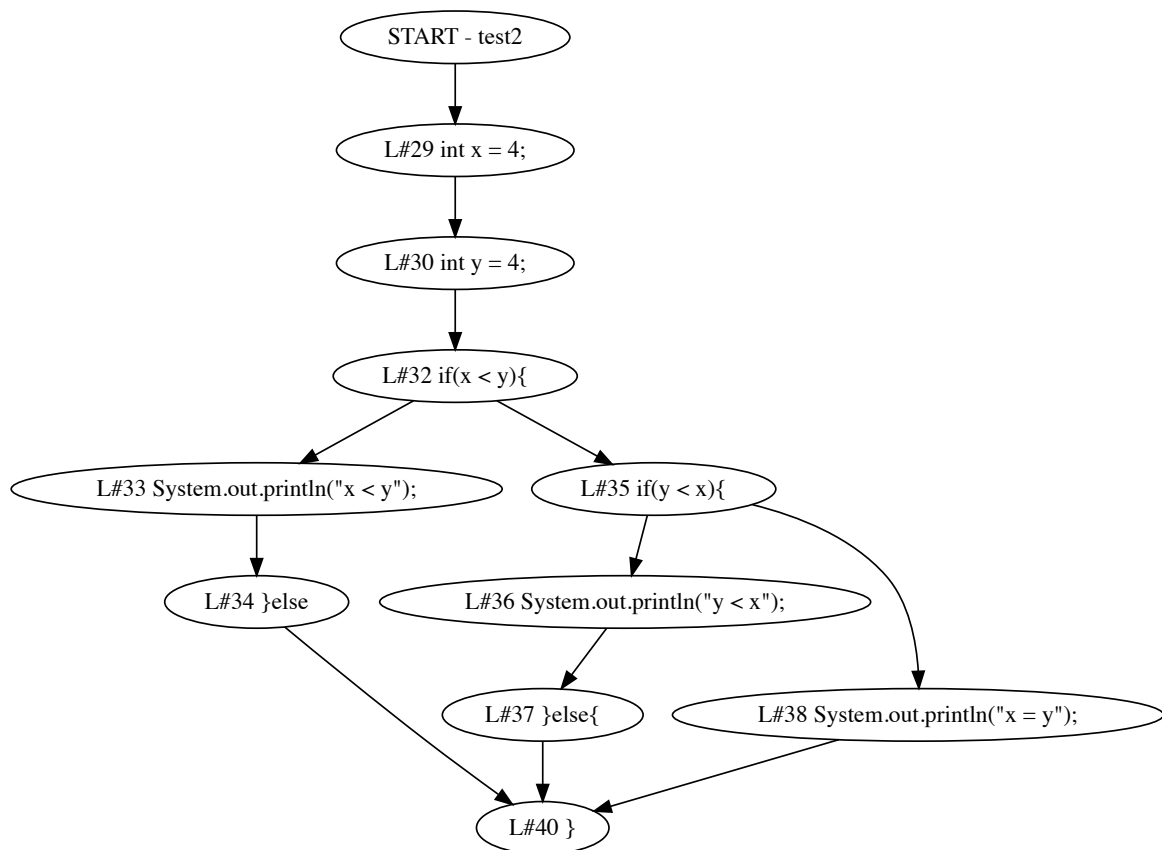 START - test2
L#29 int x = 4;
L#30 int y = 4;
L#32 if(x < y){
L#33 System.out.println("x < y");
L#35 if(y < x){
L#34 }else
L#36 System.out.println("y < x");
L#37 }else{
L#38 System.out.println("x = y");
L#40 }